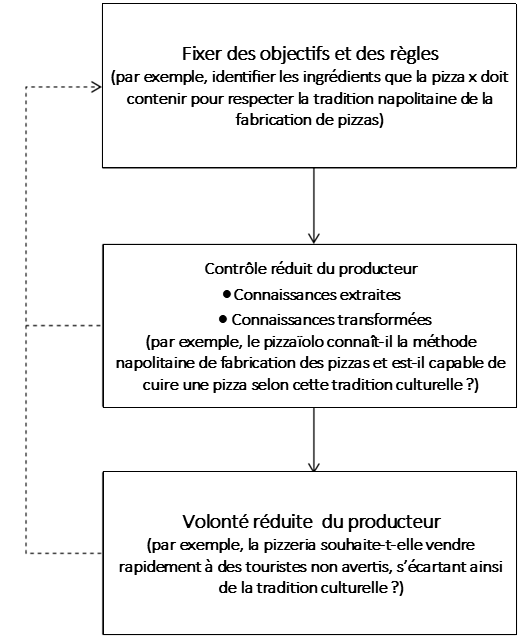 Fixer des objectifs et des règles
(par exemple, identifier les ingrédients que la pizza x doit
contenir pour respecter la tradition napolitaine de la
fabrication de pizzas)
Contrôle réduit du producteur
● Connaissances extraites
● Connaissances transformées
(par exemple, le pizzaïolo connaît-il la méthode
napolitaine de fabrication des pizzas et est-il capable de
cuire une pizza selon cette tradition culturelle ?)
Volonté réduite du producteur
(par exemple, la pizzeria souhaite-t-elle vendre
rapidement à des touristes non avertis, s’écartant ainsi
de la tradition culturelle ?)